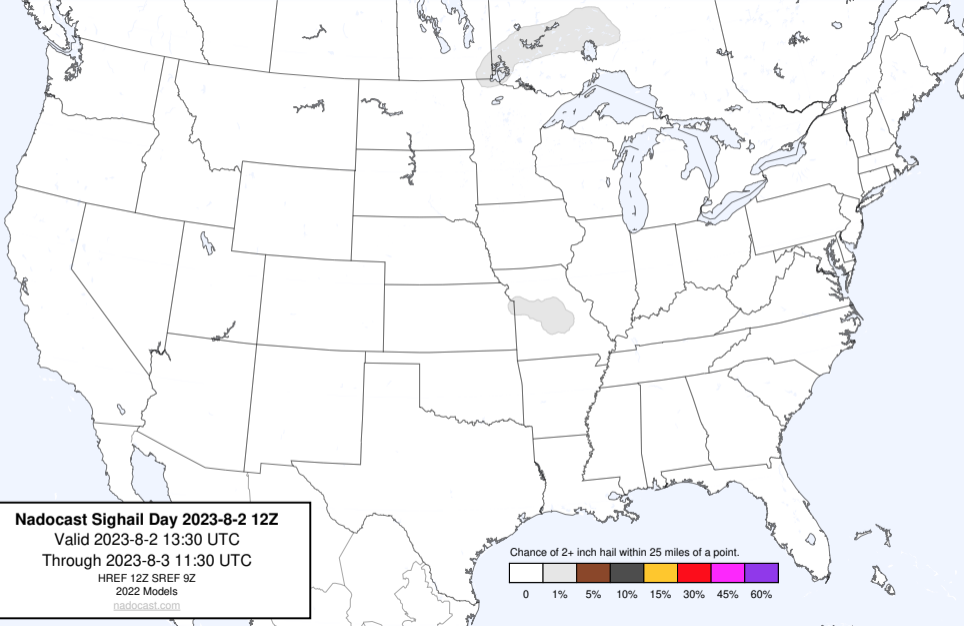 Nadocast Sighail Day 2023-8-2 12Z
Valid 2023-8-2 13:30 UTC
Through 2023-8-3 11:30 UTC
HREF 12Z SREF 9Z
2022 Models
nadocast.com
Chance of 2+ inch hail within 25 miles of a point.
0 1% 5% 10% 15% 30% 45% 60%